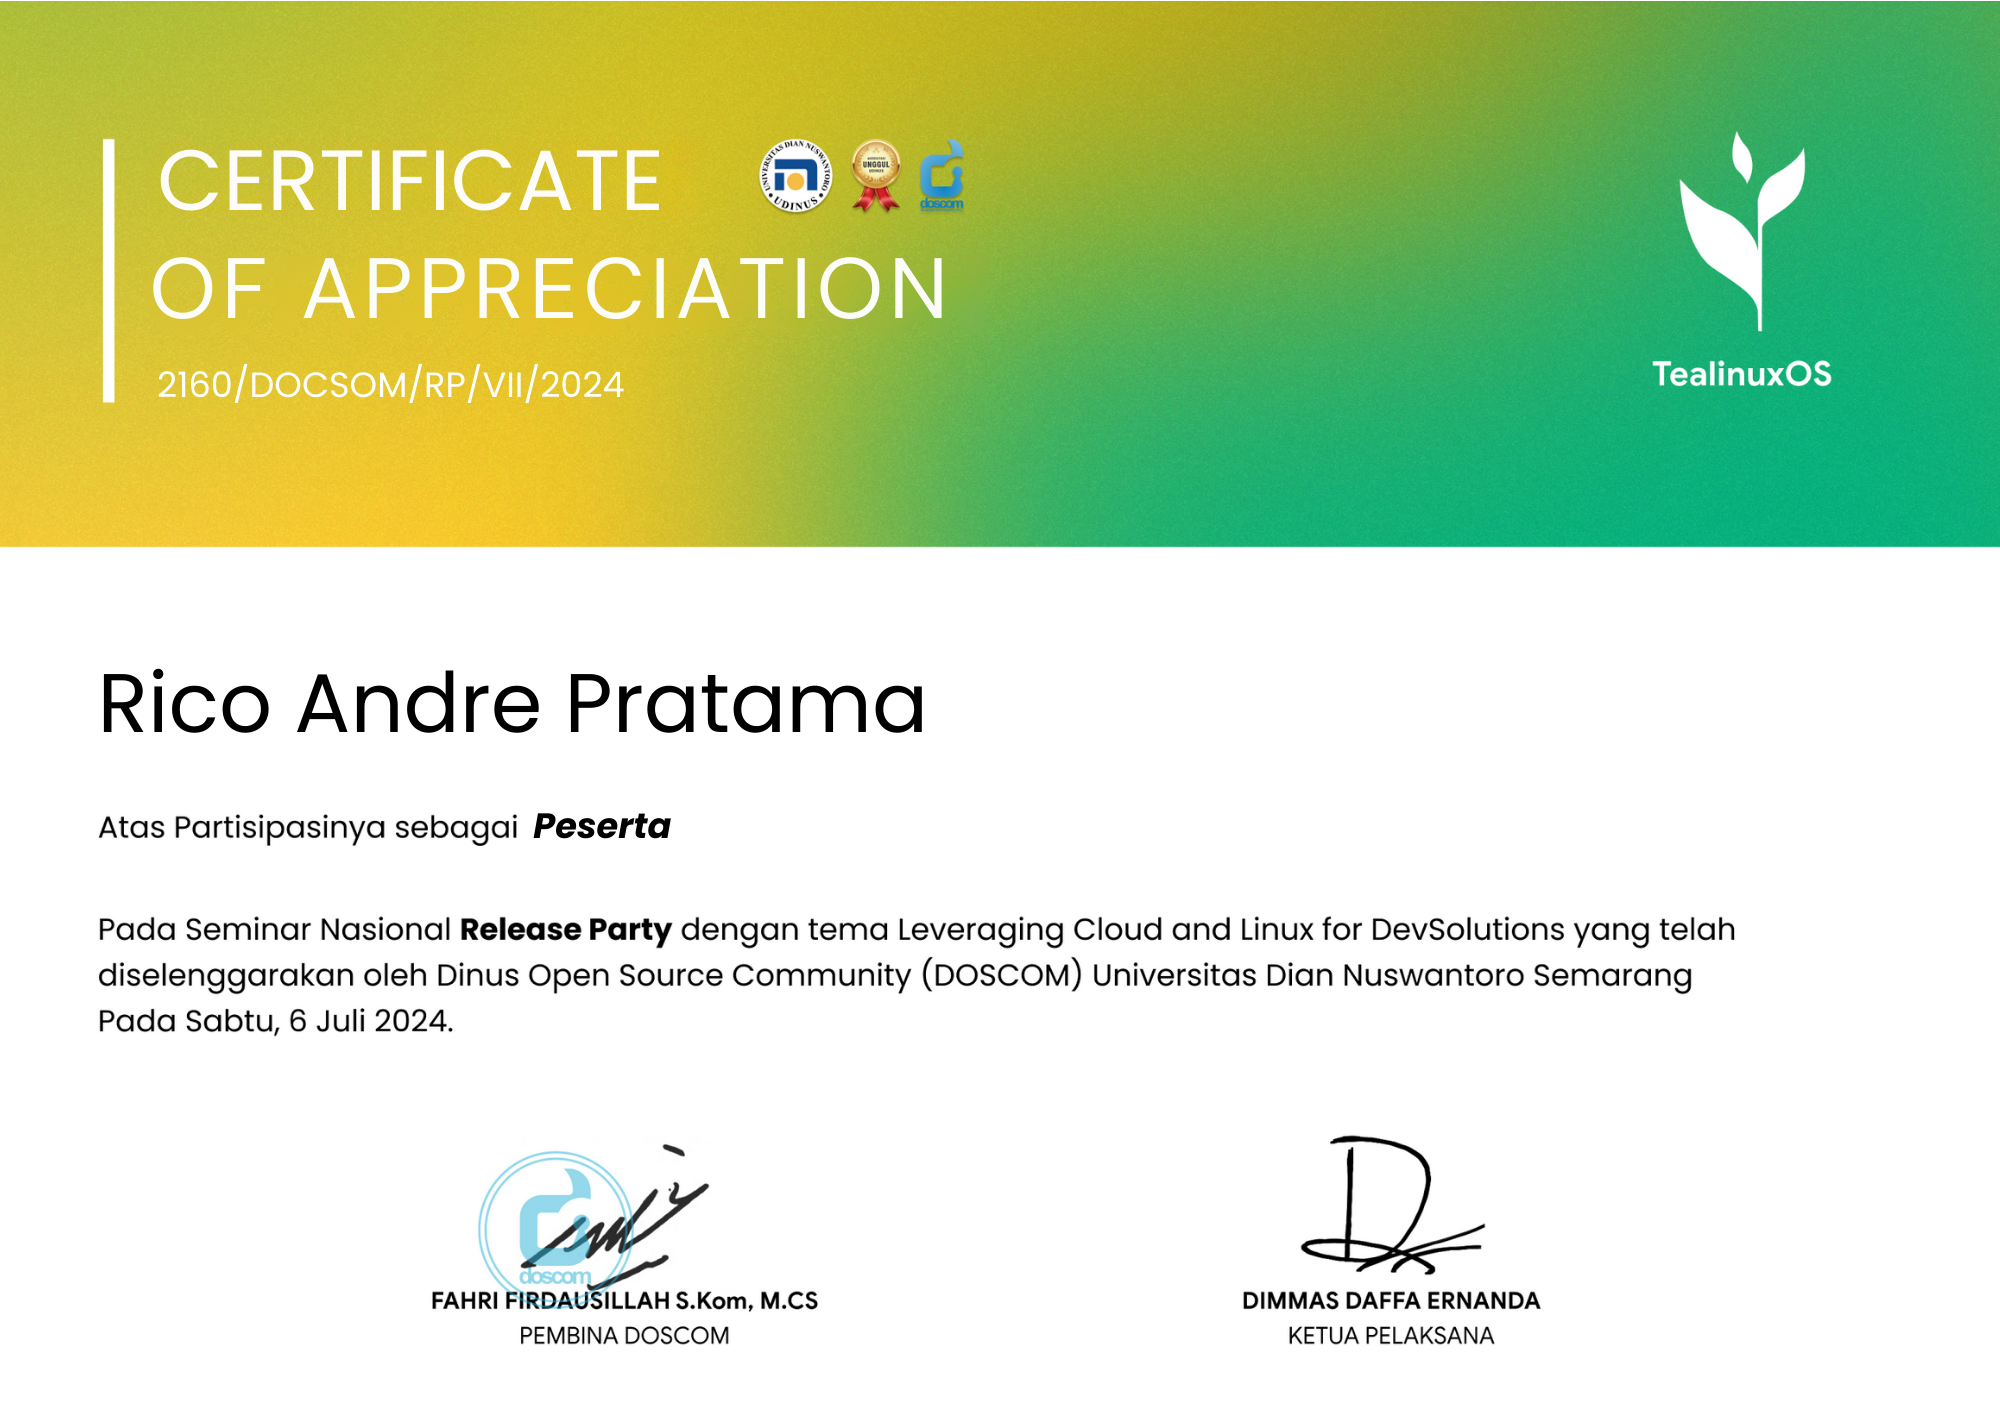 CERTIFICATE
UNIVERSITAS DIAN NUSWANTORO
UDINUS
UNGGUL
doscom
OF APPRECIATION
2160/DOCSOM/RP/VII/2024
TealinuxOS
Rico Andre Pratama
Atas Partisipasinya sebagai Peserta
Pada Seminar Nasional Release Party dengan tema Leveraging Cloud and Linux for DevSolutions yang telah
diselenggarakan oleh Dinus Open Source Community (DOSCOM) Universitas Dian Nuswantoro Semarang
Pada Sabtu, 6 Juli 2024.
doscom
FAHRI FIRDAUSILLAH S.Kom, M.CS
PEMBINA DOSCOM
DIMMAS DAFFA ERNANDA
KETUA PELAKSANA